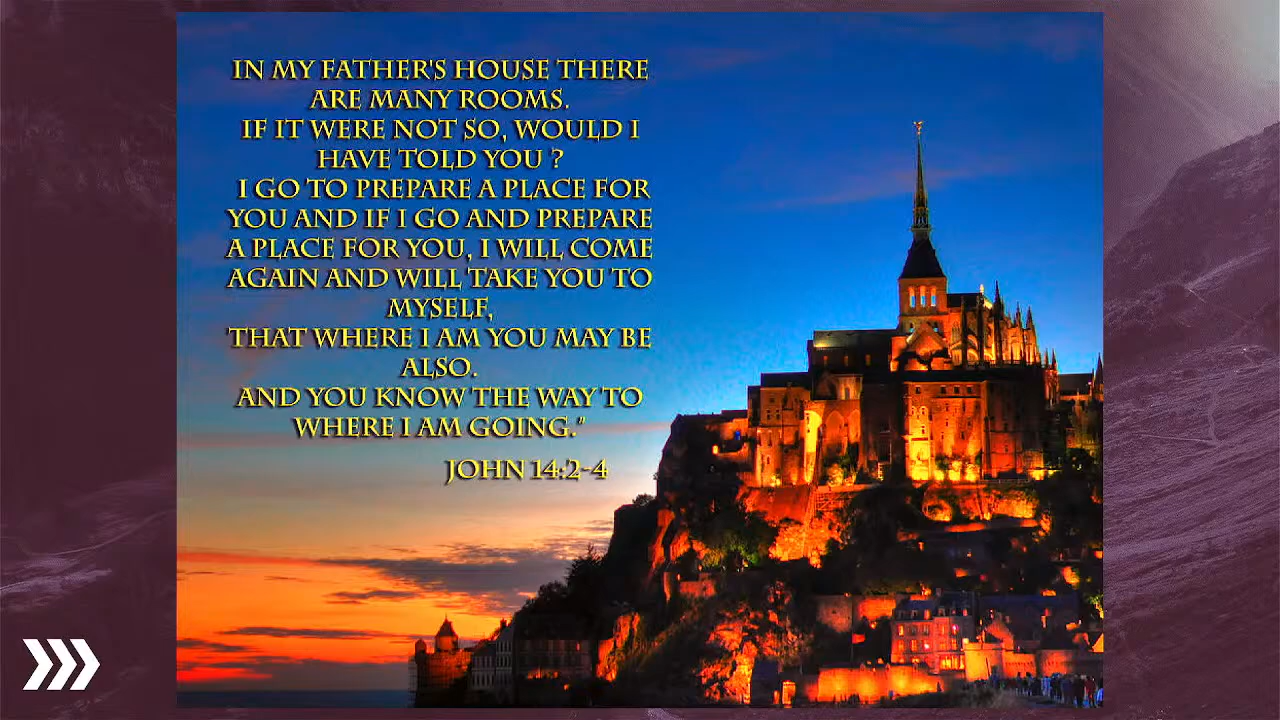 IN MY FATHER'S HOUSE THERE
ARE MANY ROOMS.
IF IT WERE NOT SO, WOULD I
HAVE TOLD YOU ?
I GO TO PREPARE A PLACE FOR
YOU AND IF I GO AND PREPARE
A PLACE FOR YOU, I WILL COME
AGAIN AND WILL TAKE YOU TO
MYSELF,
THAT WHERE I AM YOU MAY BE
ALSO.
AND YOU KNOW THE WAY TO
WHERE I AM GOING.”
JOHN 14:2-4